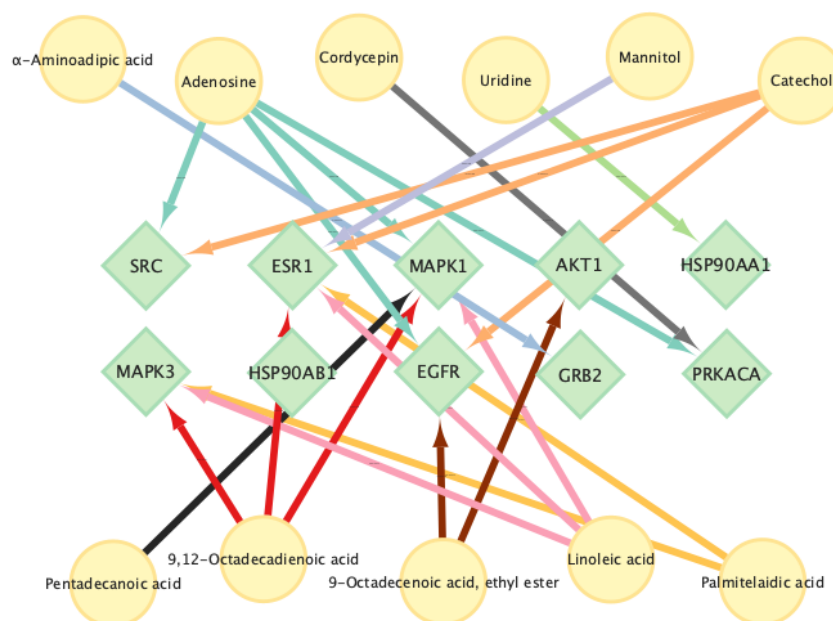 α−Aminoadipic acid
Adenosine
Cordycepin
Uridine
Mannitol
Catechol
SRC
ESR1
MAPK1
AKT1
HSP90AA1
MAPK3
HSP90AB1
EGFR
GRB2
PRKACA
Pentadecanoic acid
9,12−Octadecadienoic acid
9−Octadecenoic acid, ethyl ester
Linoleic acid
Palmitelaidic acid